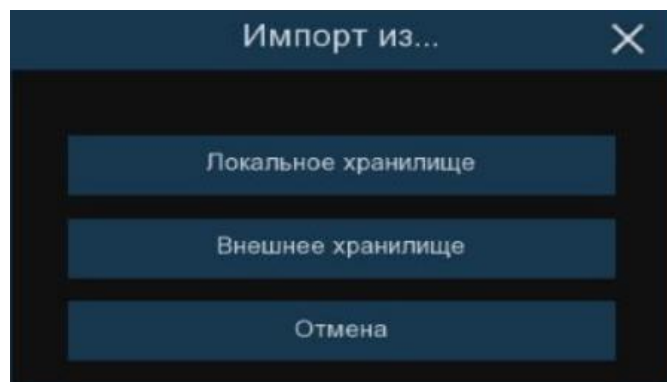 Импорт из...
Локальное хранилище
Внешнее хранилище
Отмена